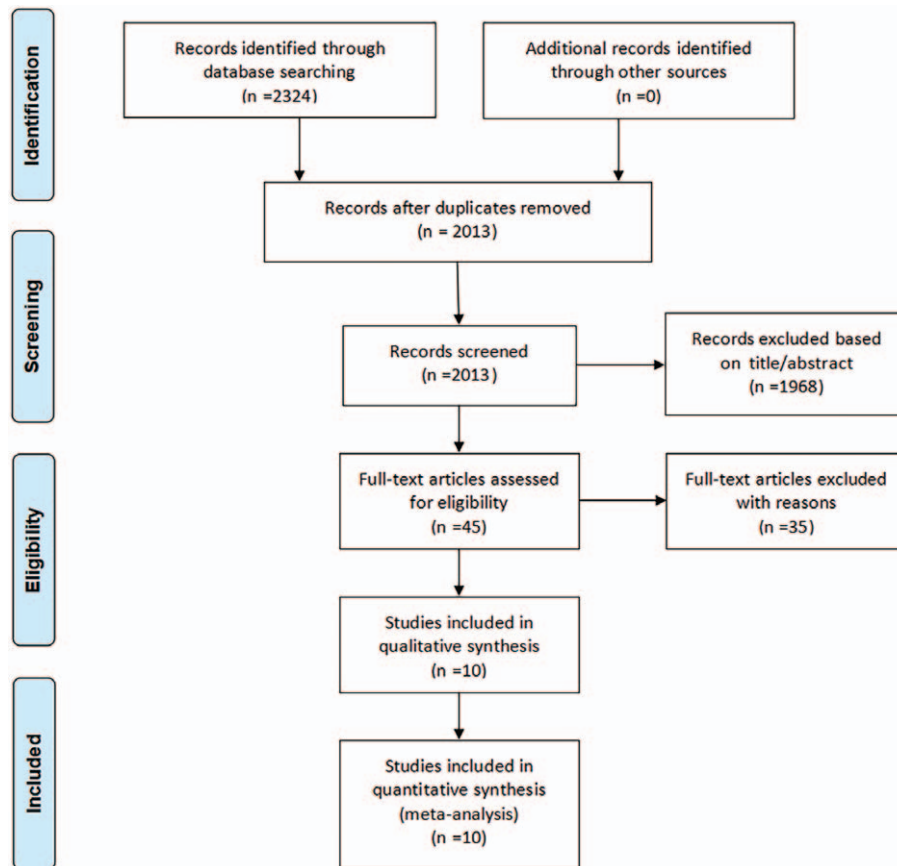 Identification
Records identified through
database searching
(n =2324)
Additional records identified
through other sources
(n =0)
Records after duplicates removed
(n = 2013)
Screening
Records screened
(n =2013)
Records excluded based
on title/abstract
(n =1968)
Eligibility
Full-text articles assessed
for eligibility
(n =45)
Full-text articles excluded
with reasons
(n =35)
Studies included in
qualitative synthesis
(n =10)
Included
Studies included in
quantitative synthesis
(meta-analysis)
(n =10)